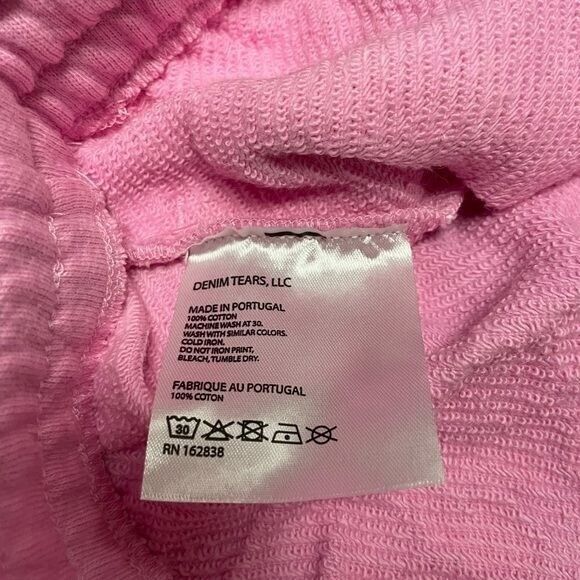 DENIM TEARS, LLC
MADE IN PORTUGAL
100% COTTON
MACHINE WASH AT 30.
WASH WITH SIMILAR COLORS.
COLD IRON.
DO NOT IRON PRINT,
BLEACH, TUMBLE DRY.
FABRIQUE AU PORTUGAL
100% COTTON
30
RN 162838